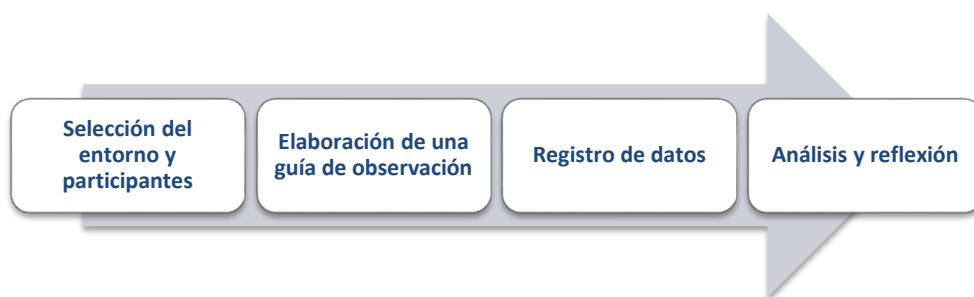 Selección del
entorno y
participantes
Elaboración de una
guía de observación
Registro de datos
Análisis y reflexión